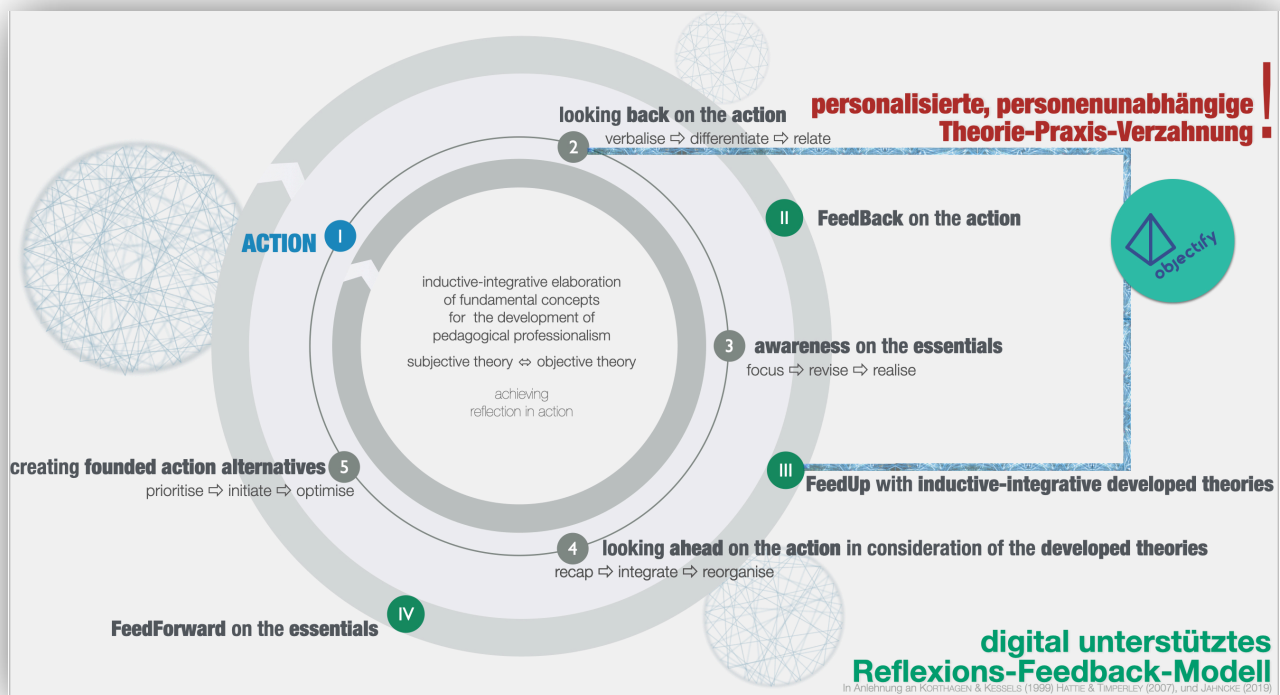 looking back on the action
verbalise ⇨ differentiate ⇨ relate
2
personalisierte, personenunabhängige
Theorie-Praxis-Verzahnung !
II
FeedBack on the action
objectify
ACTION I
inductive-integrative elaboration
of fundamental concepts
for the development of
pedagogical professionalism
subjective theory ⇔ objective theory
achieving
reflection in action
3 awareness on the essentials
focus ⇨ revise ⇨ realise
creating founded action alternatives 5
prioritise ⇨ initiate ⇨ optimise
III
FeedUp with inductive-integrative developed theories
4 looking ahead on the action in consideration of the developed theories
recap ⇨ integrate ⇨ reorganise
IV
FeedForward on the essentials
digital unterstütztes
Reflexions-Feedback-Modell
In Anlehnung an KORTHAGEN & KESSELS (1999) HATTIE & TIMPERLEY (2007), und JAHNCKE (2019)